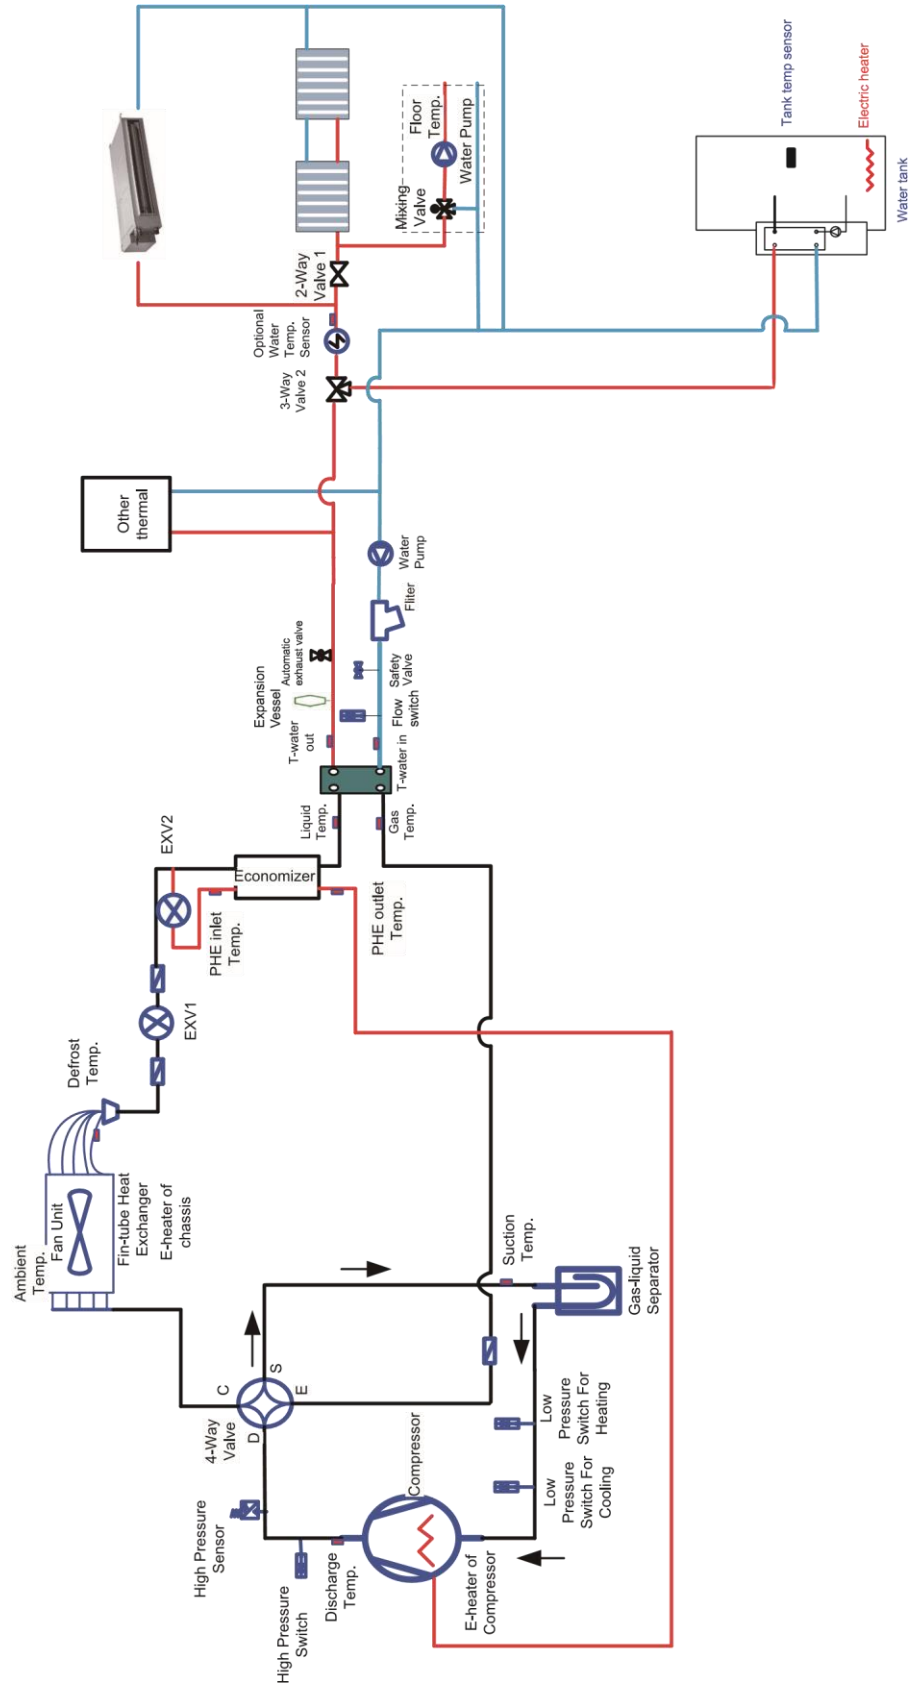 Tank temp sensor
Electric heater
Water tank
Floor
Temp.
Water Pump
Mixing
Valve
2-Way
Valve 1
Optional
Water
Temp.
Sensor
3-Way
Valve 2
Other
thermal
Water
Pump
Fliter
Automatic
exhaust valve
Safety
Valve
Expansion
Vessel
Flow
switch
T-water
out
T-water in
Liquid
Temp.
Gas
Temp.
EXV2
Economizer
PHE inlet
Temp.
PHE outlet
Temp.
EXV1
Defrost
Temp.
Ambient
Temp.
Fan Unit
Fin-tube Heat
Exchanger
E-heater of
chassis
Suction
Temp.
Gas-liquid
Separator
4-Way
Valve
C
S
D
E
Low
Pressure
Switch For
Heating
Low
Pressure
Switch For
Cooling
Compressor
E-heater of
Compressor
High Pressure
Sensor
High Pressure
Switch
Discharge
Temp.